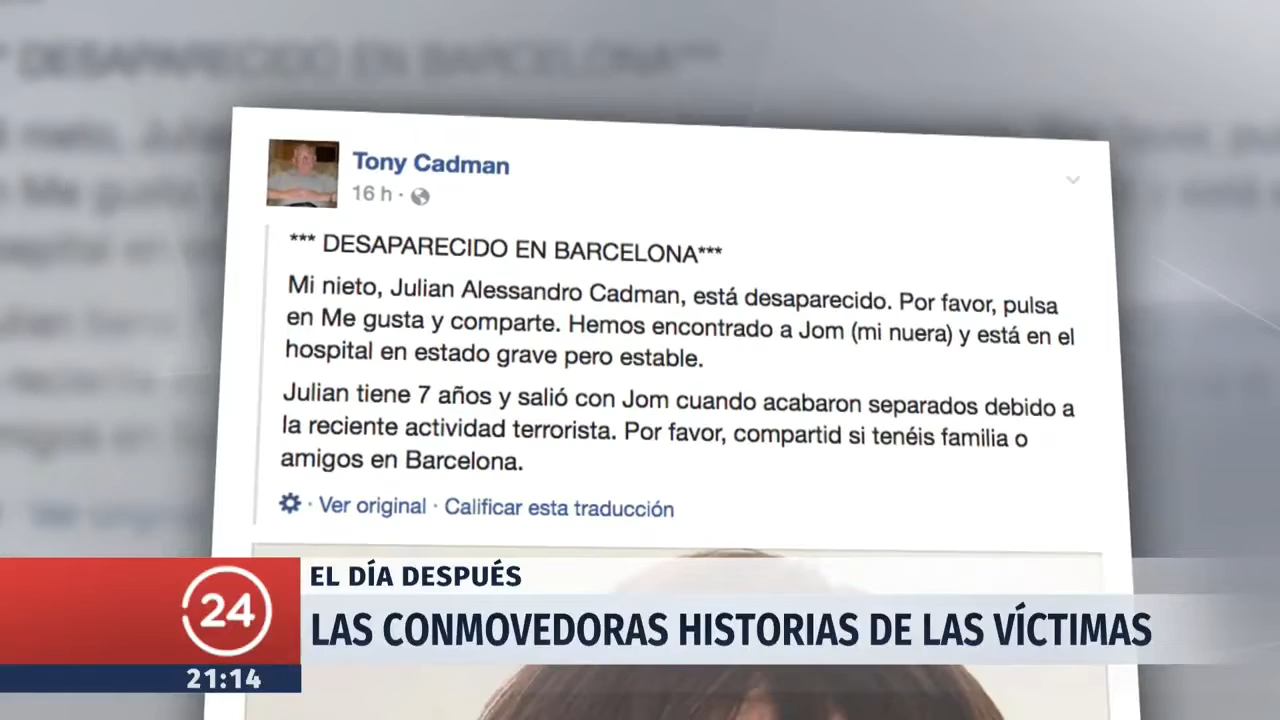 Tony Cadman
16 h ·
*** DESAPARECIDO EN BARCELONA***
Mi nieto, Julian Alessandro Cadman, está desaparecido. Por favor, pulsa
en Me gusta y comparte. Hemos encontrado a Jom (mi nuera) y está en el
hospital en estado grave pero estable.
Julian tiene 7 años y salió con Jom cuando acabaron separados debido a
la reciente actividad terrorista. Por favor, compartid si tenéis familia o
amigos en Barcelona.
· Ver original · Calificar esta traducción
EL DÍA DESPUÉS
24
LAS CONMOVEDORAS HISTORIAS DE LAS VÍCTIMAS
21:14